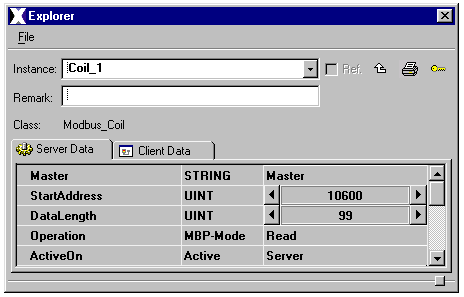 Explorer
File
Instance: Coil_1 Ref.
Remark:
Class: Modbus_Coil
Server Data Client Data
Master STRING Master
StartAddress UINT 10600
DataLength UINT 99
Operation MBP-Mode Read
ActiveOn Active Server